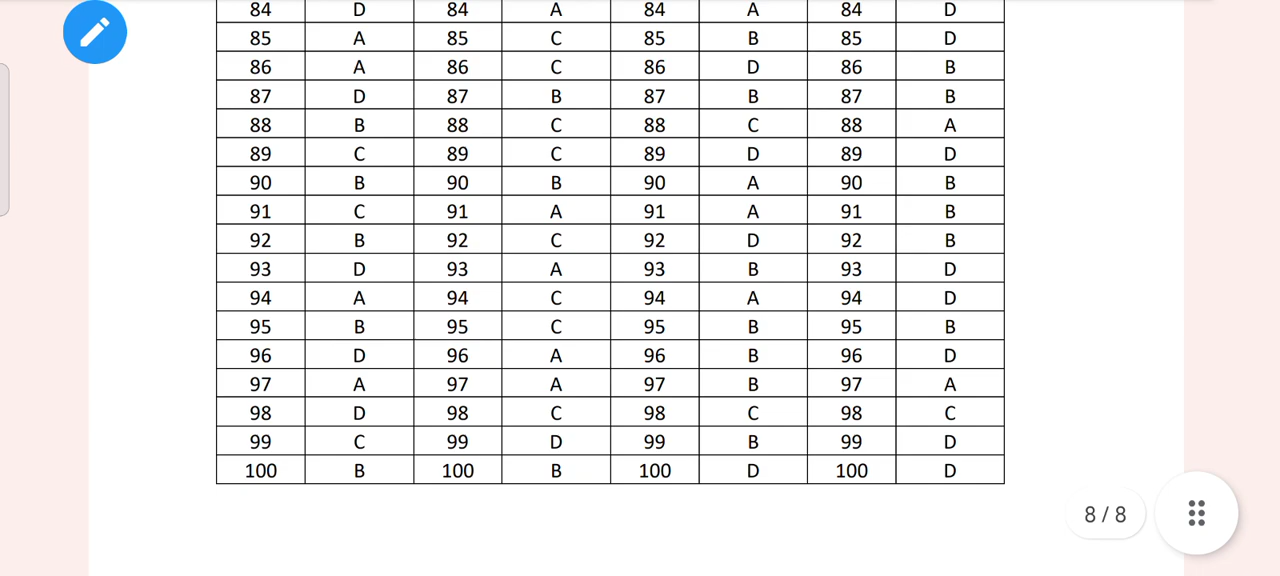 84 D 84 A 84 A 84 D
85 A 85 C 85 B 85 D
86 A 86 C 86 D 86 B
87 D 87 B 87 B 87 B
88 B 88 C 88 C 88 A
89 C 89 C 89 D 89 D
90 B 90 B 90 A 90 B
91 C 91 A 91 A 91 B
92 B 92 C 92 D 92 B
93 D 93 A 93 B 93 D
94 A 94 C 94 A 94 D
95 B 95 C 95 B 95 B
96 D 96 A 96 B 96 D
97 A 97 A 97 B 97 A
98 D 98 C 98 C 98 C
99 C 99 D 99 B 99 D
100 B 100 B 100 D 100 D
8 / 8